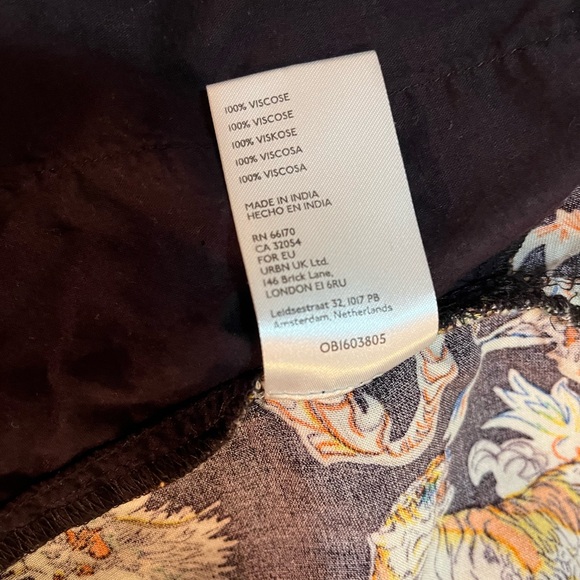 100% VISCOSE
100% VISCOSE
100% VISKOSE
100% VISCOSA
100% VISCOSA
MADE IN INDIA
HECHO EN INDIA
RN 66170
CA 32054
FOR EU
URBN UK Ltd.
146 Brick Lane,
LONDON E1 6RU
Leidsestraat 32, 1017 PB
Amsterdam, Netherlands
OB1603805